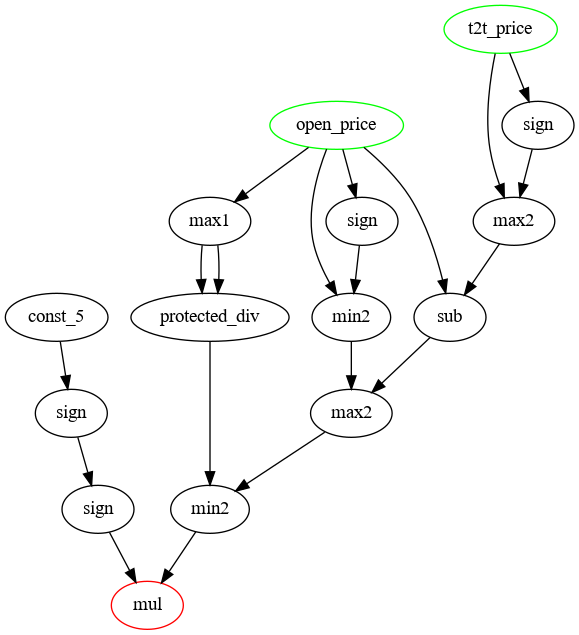 t2t_price
open_price
sign
max1
sign
max2
const_5
protected_div
min2
sub
sign
max2
sign
min2
mul